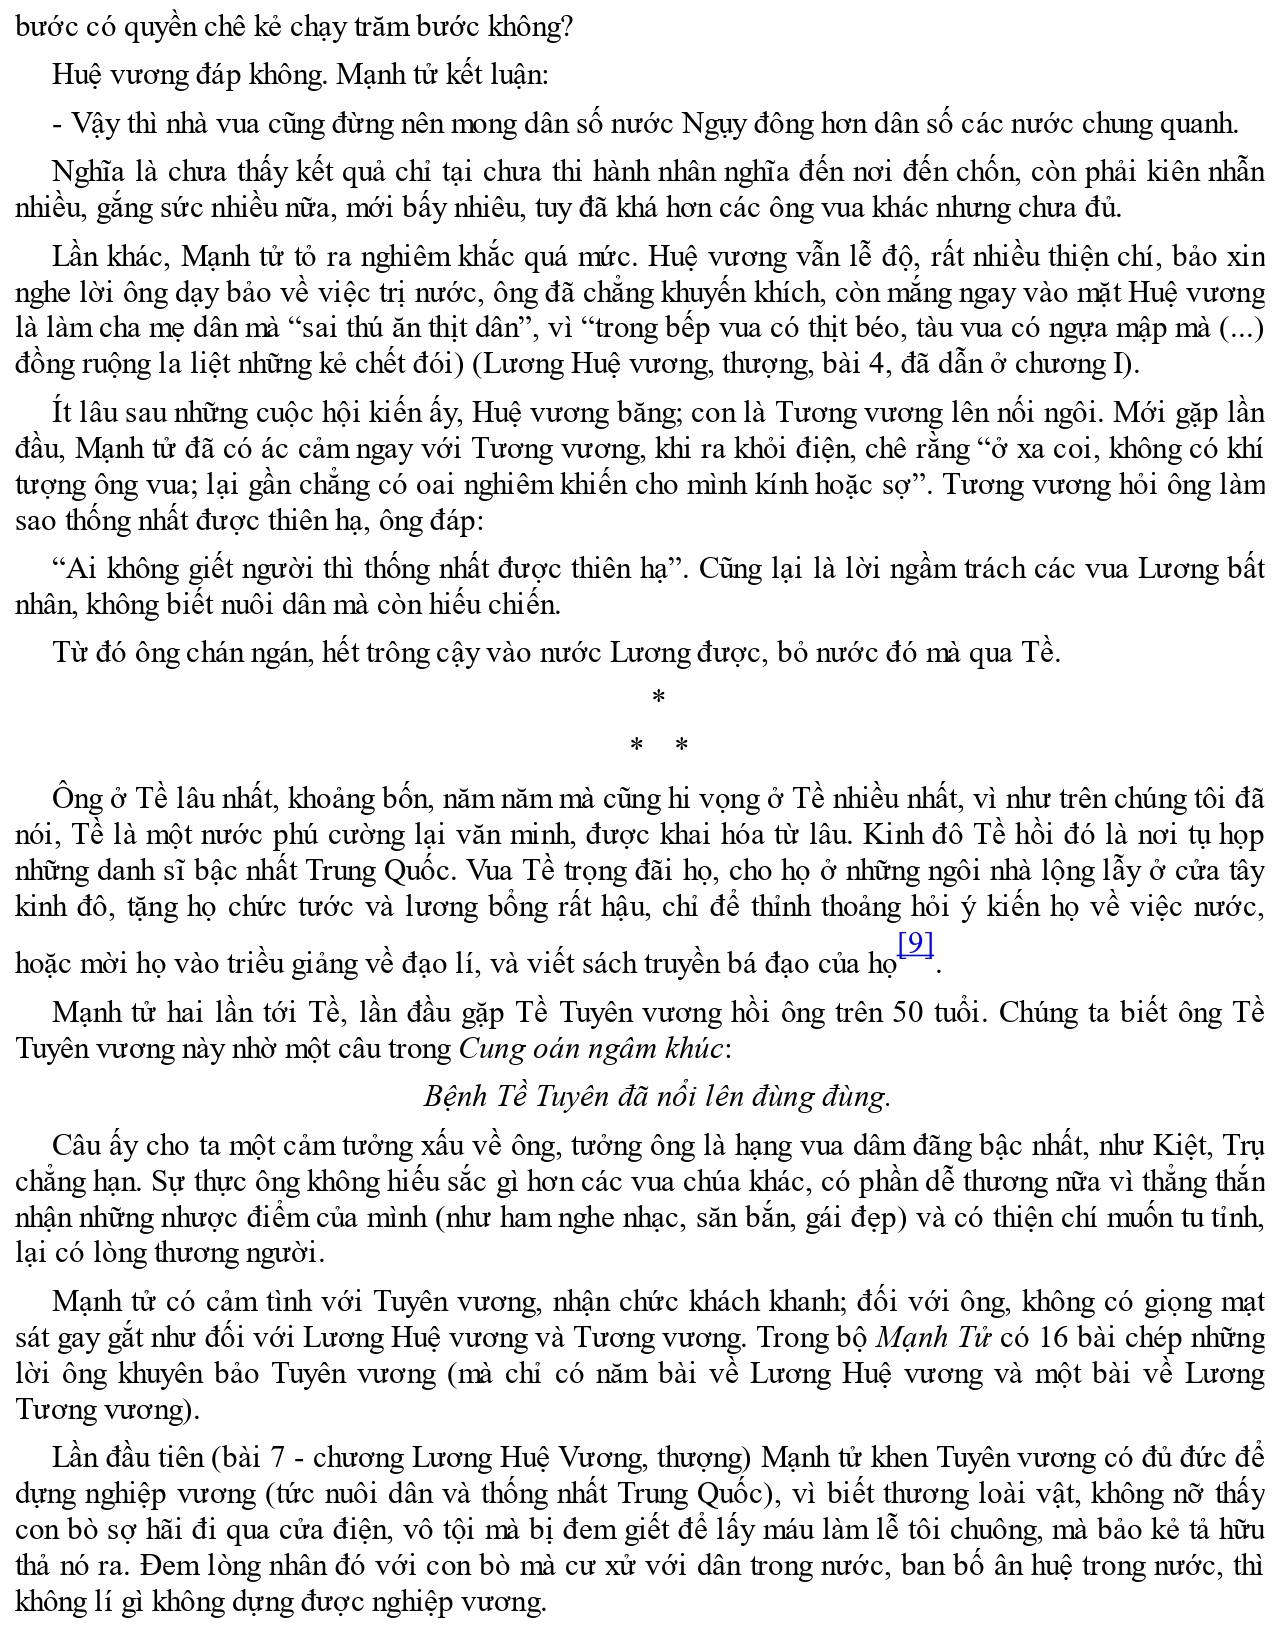 bước có quyền chê kẻ chạy trăm bước không?
Huệ vương đáp không. Mạnh tử kết luận:
- Vậy thì nhà vua cũng đừng nên mong dân số nước Ngụy đông hơn dân số các nước chung quanh.
Nghĩa là chưa thấy kết quả chỉ tại chưa thi hành nhân nghĩa đến nơi đến chốn, còn phải kiên nhẫn
nhiều, gắng sức nhiều nữa, mới bấy nhiêu, tuy đã khá hơn các ông vua khác nhưng chưa đủ.
Lần khác, Mạnh tử tỏ ra nghiêm khắc quá mức. Huệ vương vẫn lễ độ, rất nhiều thiện chí, bảo xin
nghe lời ông dạy bảo về việc trị nước, ông đã chẳng khuyến khích, còn mắng ngay vào mặt Huệ vương
là làm cha mẹ dân mà “sai thú ăn thịt dân”, vì “trong bếp vua có thịt béo, tàu vua có ngựa mập mà (...)
đồng ruộng la liệt những kẻ chết đói) (Lương Huệ vương, thượng, bài 4, đã dẫn ở chương I).
Ít lâu sau những cuộc hội kiến ấy, Huệ vương băng; con là Tương vương lên nối ngôi. Mới gặp lần
đầu, Mạnh tử đã có ác cảm ngay với Tương vương, khi ra khỏi điện, chê rằng “ở xa coi, không có khí
tượng ông vua; lại gần chẳng có oai nghiêm khiến cho mình kính hoặc sợ”. Tương vương hỏi ông làm
sao thống nhất được thiên hạ, ông đáp:
“Ai không giết người thì thống nhất được thiên hạ”. Cũng lại là lời ngầm trách các vua Lương bất
nhân, không biết nuôi dân mà còn hiếu chiến.
Từ đó ông chán ngán, hết trông cậy vào nước Lương được, bỏ nước đó mà qua Tề.
*
* *
Ông ở Tề lâu nhất, khoảng bốn, năm năm mà cũng hi vọng ở Tề nhiều nhất, vì như trên chúng tôi đã
nói, Tề là một nước phú cường lại văn minh, được khai hóa từ lâu. Kinh đô Tề hồi đó là nơi tụ họp
những danh sĩ bậc nhất Trung Quốc. Vua Tề trọng đãi họ, cho họ ở những ngôi nhà lộng lẫy ở cửa tây
kinh đô, tặng họ chức tước và lương bổng rất hậu, chỉ để thỉnh thoảng hỏi ý kiến họ về việc nước,
hoặc mời họ vào triều giảng về đạo lí, và viết sách truyền bá đạo của họ[9].
Mạnh tử hai lần tới Tề, lần đầu gặp Tề Tuyên vương hồi ông trên 50 tuổi. Chúng ta biết ông Tề
Tuyên vương này nhờ một câu trong Cung oán ngâm khúc:
Bệnh Tề Tuyên đã nổi lên đùng đùng.
Câu ấy cho ta một cảm tưởng xấu về ông, tưởng ông là hạng vua dâm đãng bậc nhất, như Kiệt, Trụ
chẳng hạn. Sự thực ông không hiếu sắc gì hơn các vua chúa khác, có phần dễ thương nữa vì thẳng thắn
nhận những nhược điểm của mình (như ham nghe nhạc, săn bắn, gái đẹp) và có thiện chí muốn tu tỉnh,
lại có lòng thương người.
Mạnh tử có cảm tình với Tuyên vương, nhận chức khách khanh; đối với ông, không có giọng mạt
sát gay gắt như đối với Lương Huệ vương và Tương vương. Trong bộ Mạnh Tử có 16 bài chép những
lời ông khuyên bảo Tuyên vương (mà chỉ có năm bài về Lương Huệ vương và một bài về Lương
Tương vương).
Lần đầu tiên (bài 7 - chương Lương Huệ Vương, thượng) Mạnh tử khen Tuyên vương có đủ đức để
dựng nghiệp vương (tức nuôi dân và thống nhất Trung Quốc), vì biết thương loài vật, không nỡ thấy
con bò sợ hãi đi qua cửa điện, vô tội mà bị đem giết để lấy máu làm lễ tôi chuông, mà bảo kẻ tả hữu
thả nó ra. Đem lòng nhân đó với con bò mà cư xử với dân trong nước, ban bố ân huệ trong nước, thì
không lí gì không dựng được nghiệp vương.